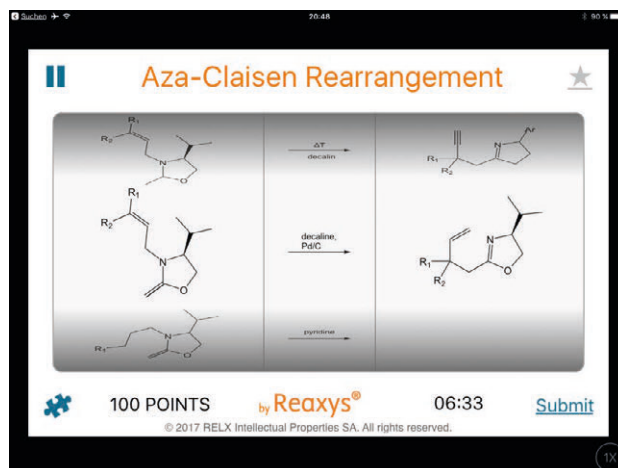 Suchen 20:48 90 %
Aza-Claisen Rearrangement
R1
R2
N
O
ΔT
decalin
R1
R2
N
Ar
R1
R2
N
O
decaline,
Pd/C
R1
R2
N
O
R1
N
O
pyridine
100 POINTS by Reaxys® 06:33 Submit
© 2017 RELX Intellectual Properties SA. All rights reserved.
1X